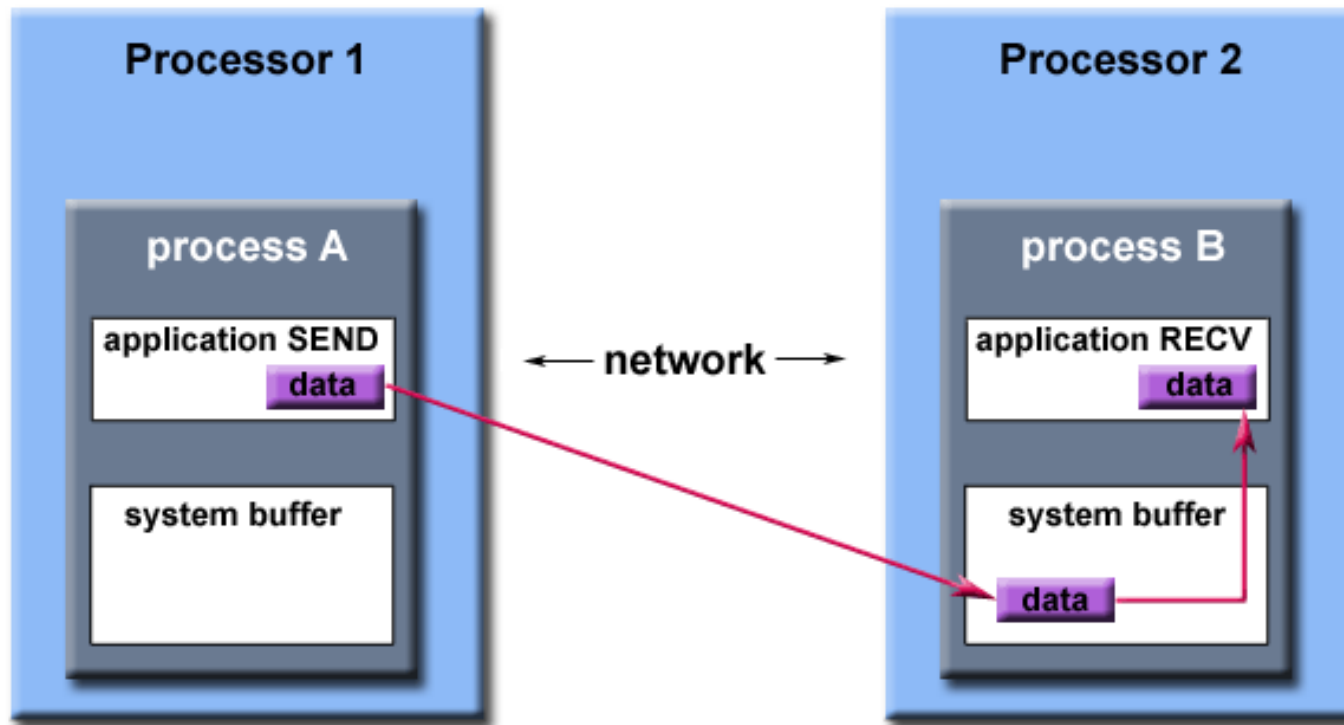 Processor 1
process A
application SEND
data
system buffer
network
Processor 2
process B
application RECV
data
system buffer
data